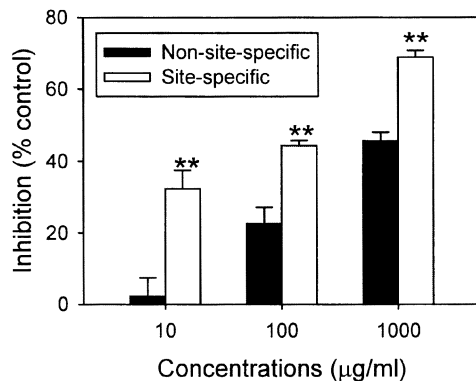 80
60
40
20
0
Inhibition (% control)
Non-site-specific
Site-specific
**
**
**
10 100 1000
Concentrations (μg/ml)